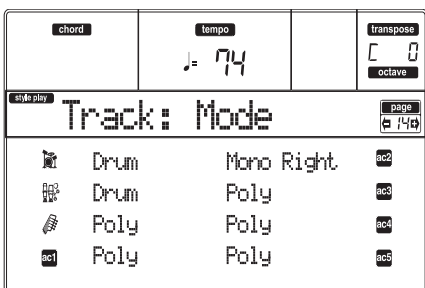 chord tempo transpose
♩= 74 C 0
octave
style play Track: Mode page
14
Drum Mono Right ac2
Drum Poly ac3
Poly Poly ac4
ac1 Poly Poly ac5